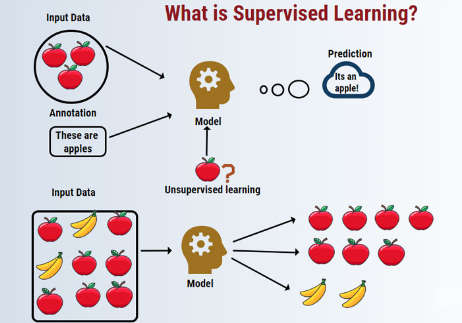 What is Supervised Learning?
Input Data
Prediction
Its an
apple!
Annotation
These are
apples
Model
?
Unsupervised learning
Input Data
Model